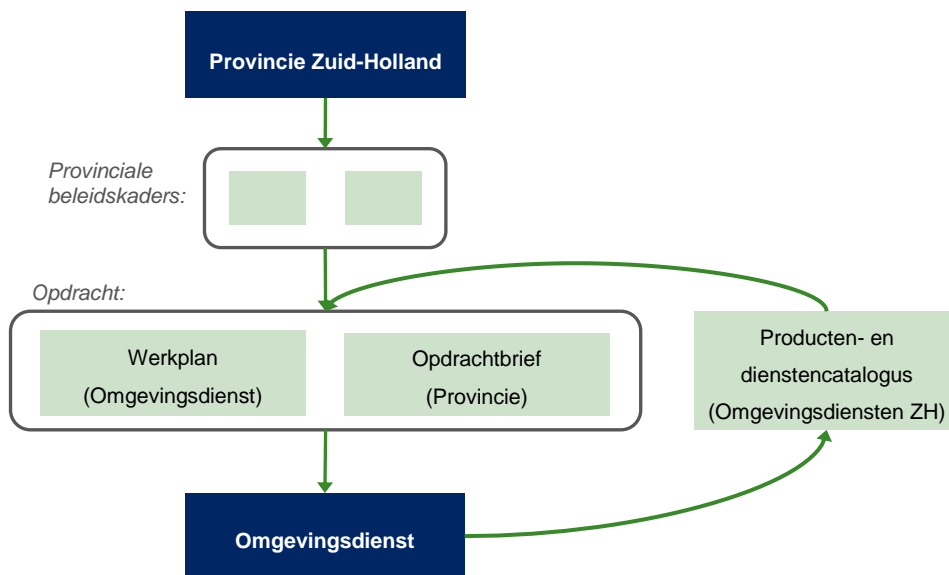 Provincie Zuid-Holland
Provinciale
beleidskaders:
Opdracht:
Werkplan
(Omgevingsdienst)
Opdrachtbrief
(Provincie)
Producten- en
dienstencatalogus
(Omgevingsdiensten ZH)
Omgevingsdienst